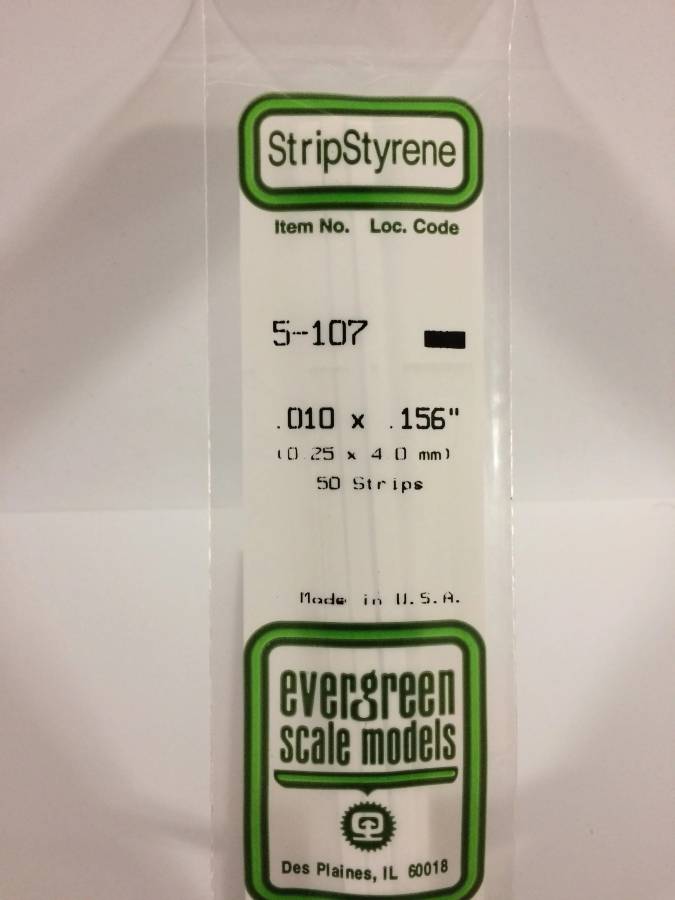 StripStyrene
Item No. Loc. Code
5-107
.010 x .156"
(0.25 x 4.0 mm)
50 Strips
Made in U.S.A.
evergreen
scale models
Des Plaines, IL 60018